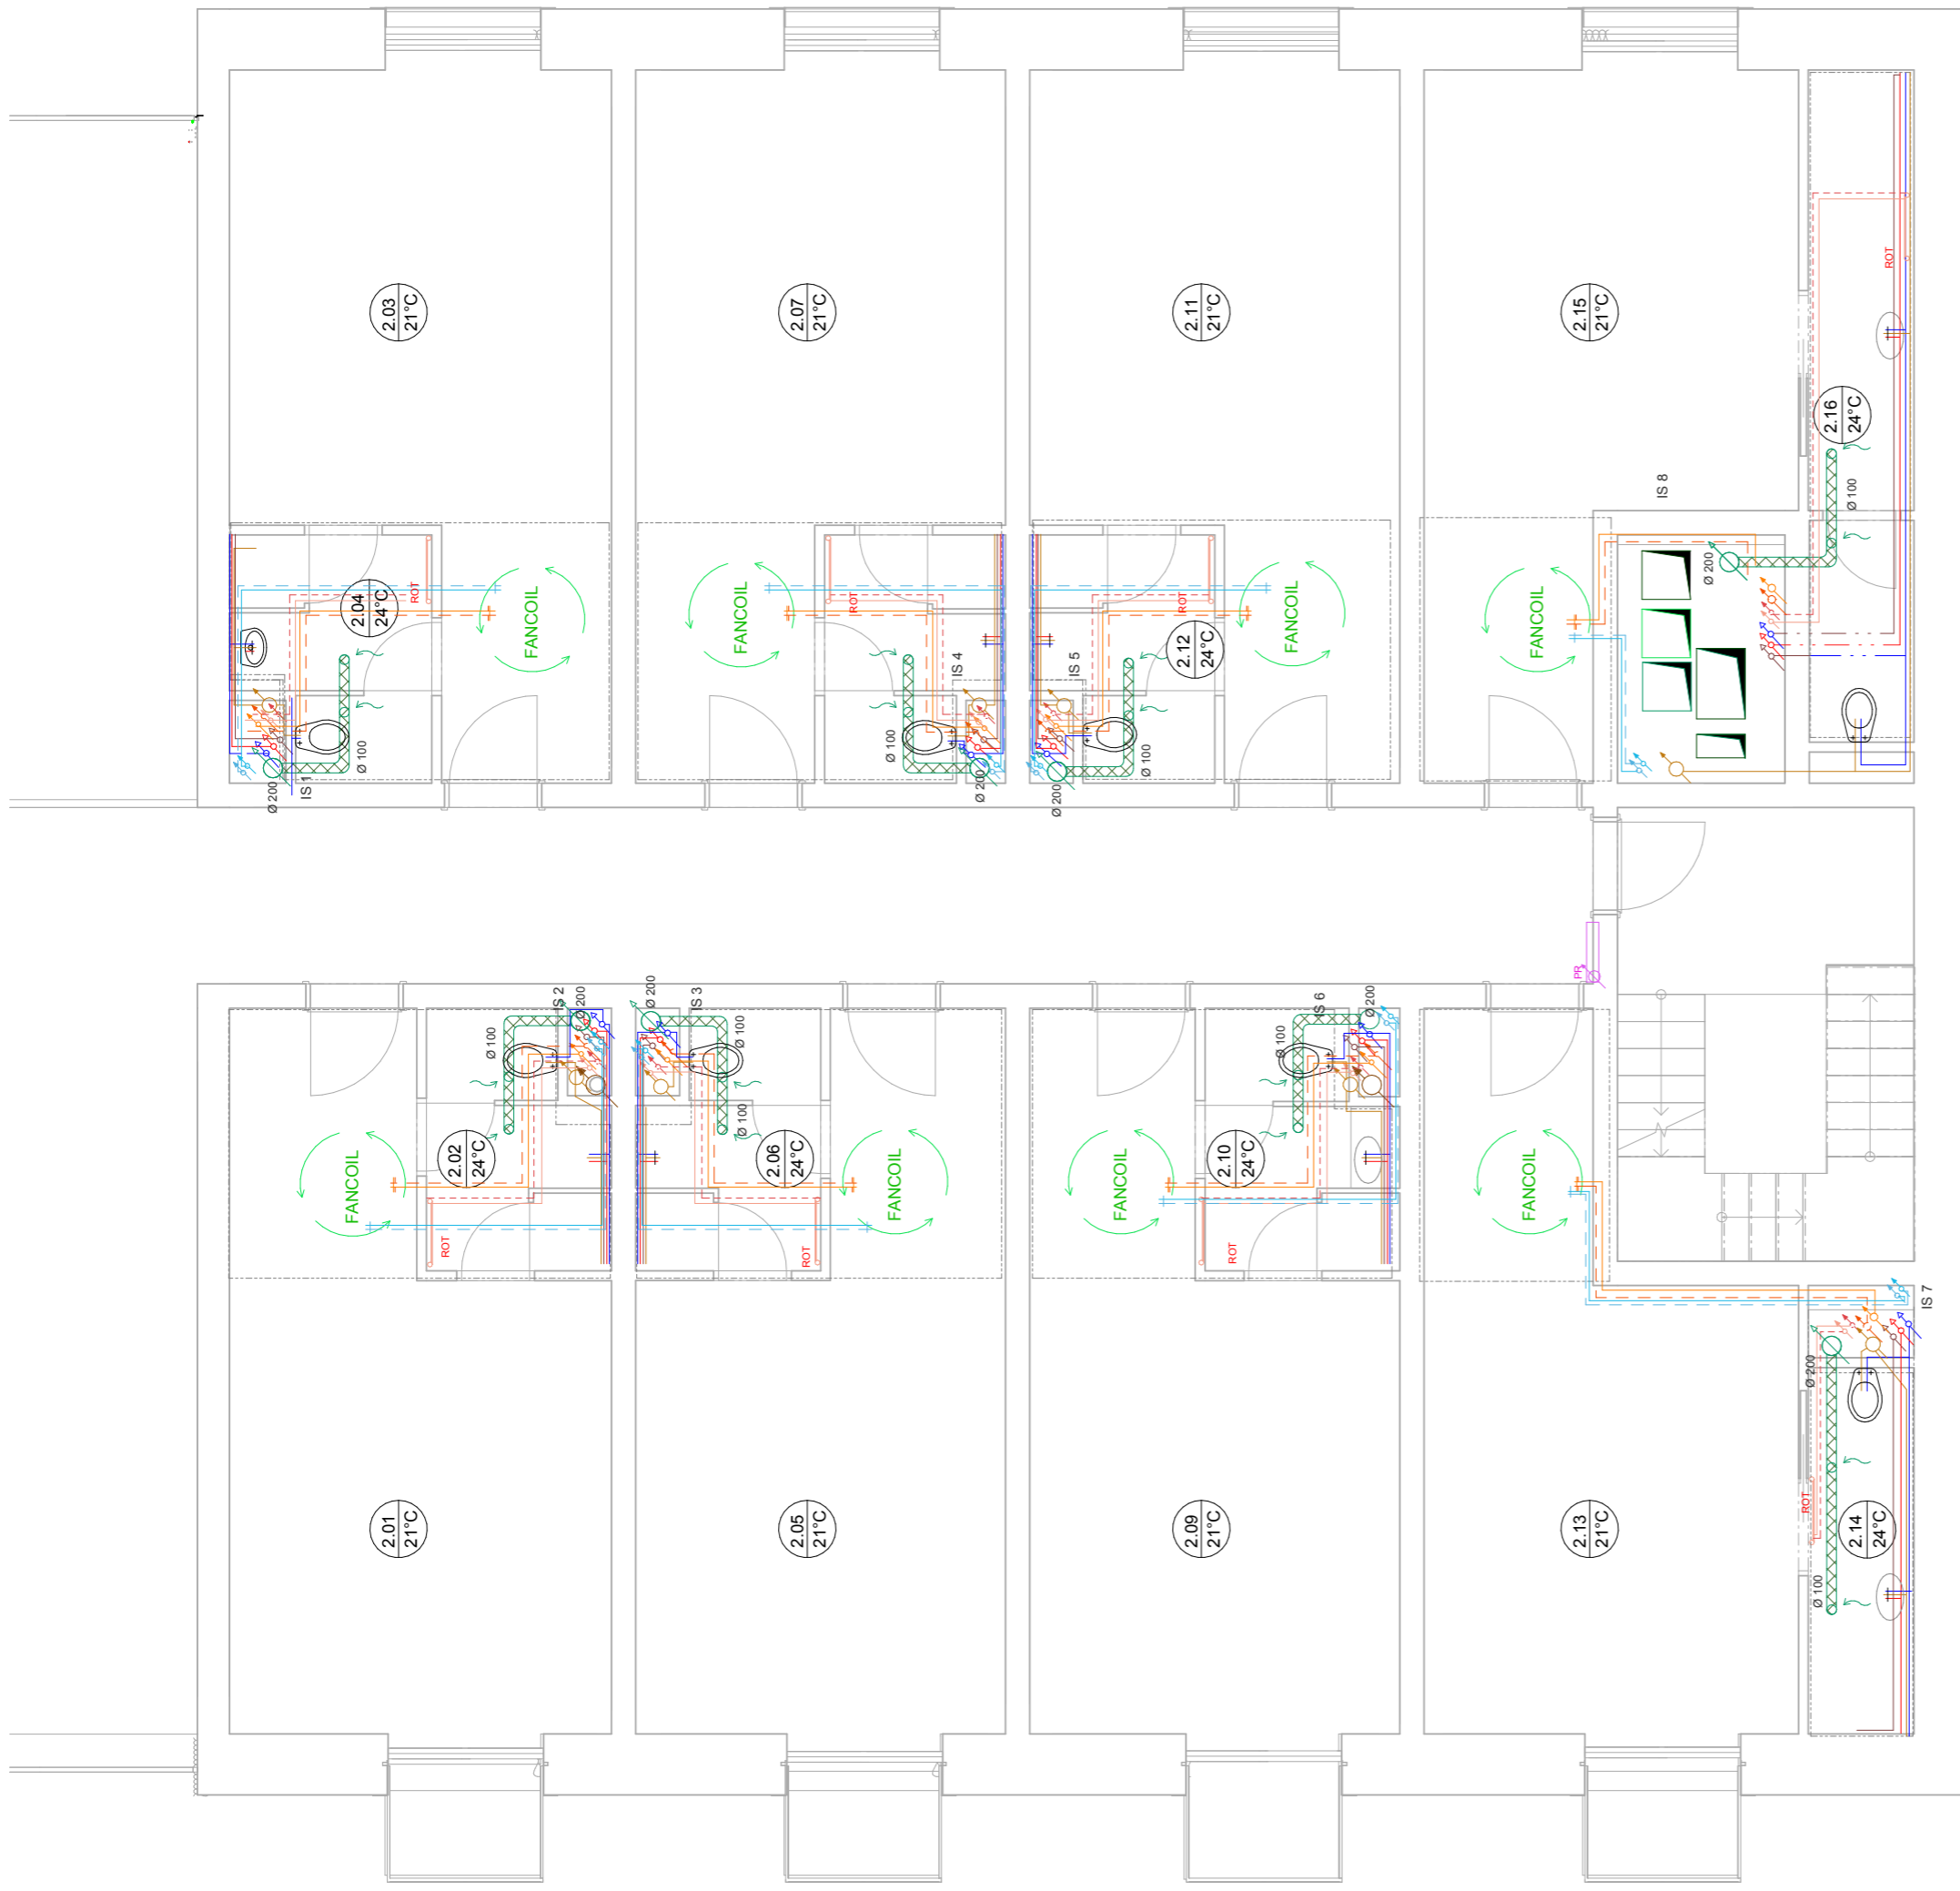 2.03
21°C
2.07
21°C
2.11
21°C
2.15
21°C
ROT
2.16
24°C
IS 8
Ø 100
Ø 200
2.04
24°C
ROT
FANCOIL
Ø 100
IS 1
Ø 200
FANCOIL
ROT
IS 4
Ø 100
Ø 200
IS 5
ROT
2.12
24°C
FANCOIL
Ø 100
Ø 200
FANCOIL
PR
IS 2
Ø 200
Ø 100
2.02
24°C
FANCOIL
ROT
Ø 200
IS 3
Ø 100
Ø 100
2.06
24°C
FANCOIL
ROT
IS 6
Ø 200
Ø 100
2.10
24°C
FANCOIL
ROT
FANCOIL
IS 7
Ø 200
ROT
2.14
24°C
Ø 100
2.01
21°C
2.05
21°C
2.09
21°C
2.13
21°C